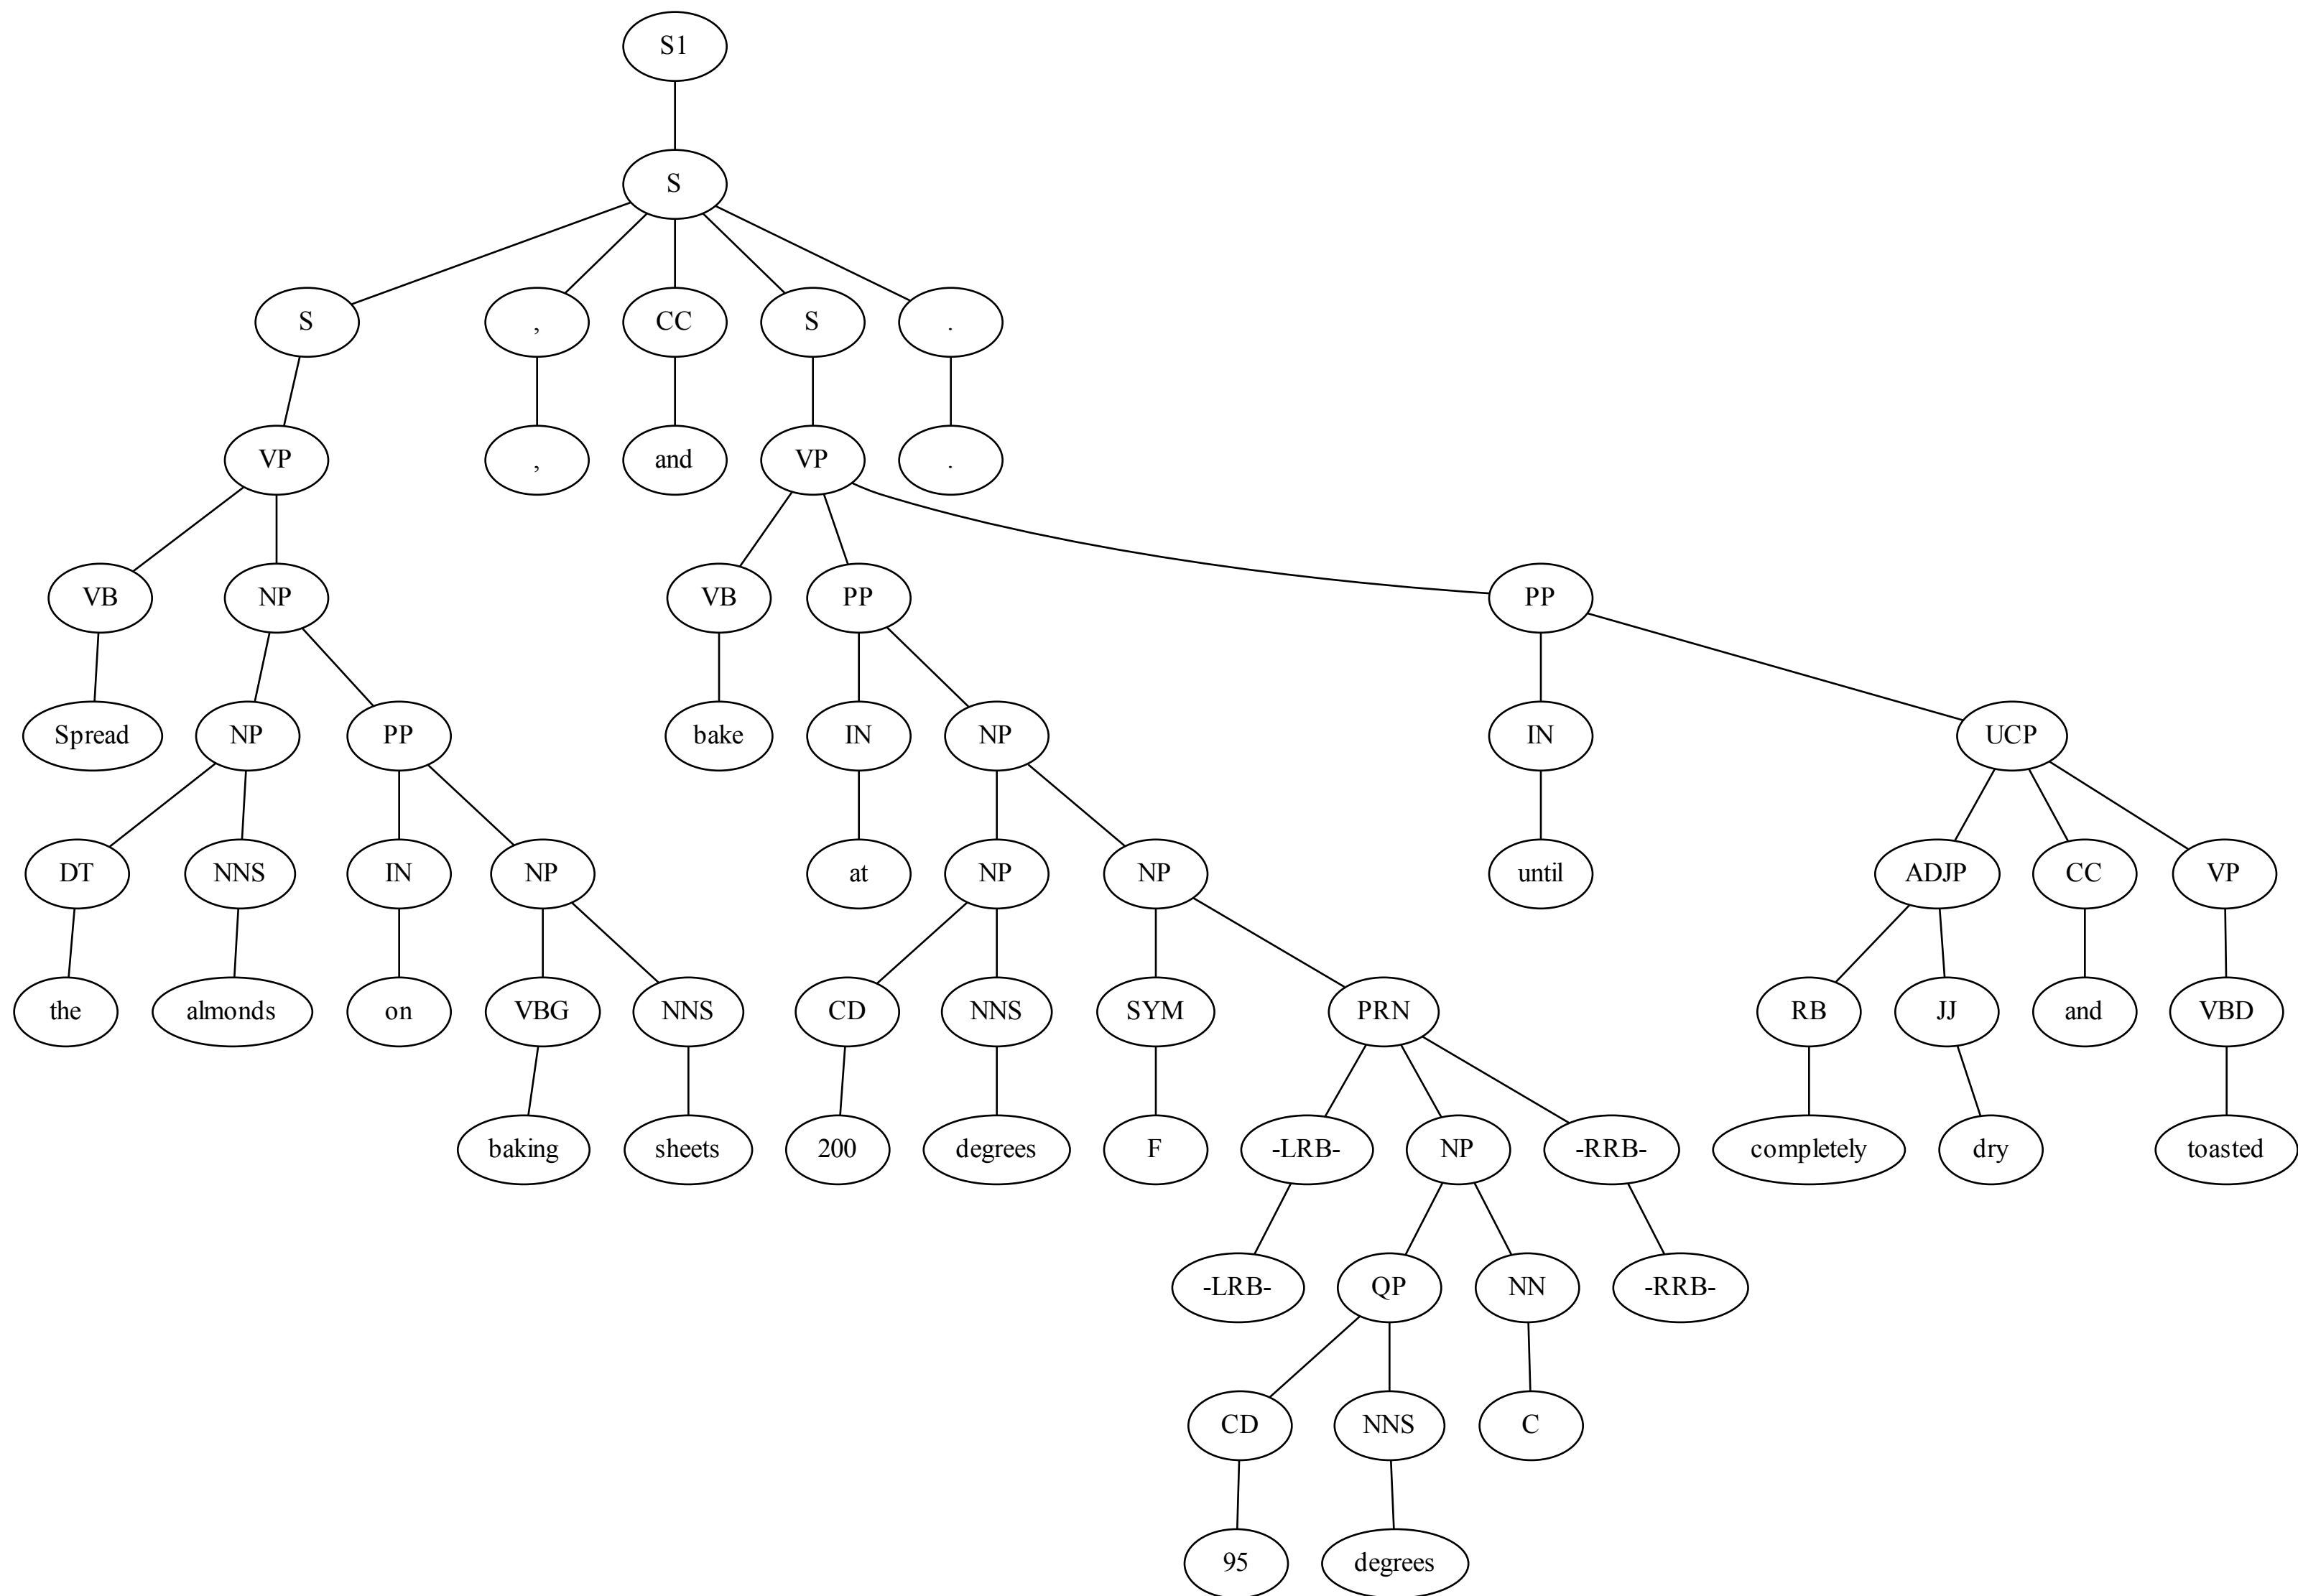 S1
S
S , CC S .
VP , and VP .
VB NP VB PP PP
Spread NP PP bake IN NP IN UCP
DT NNS IN NP at NP NP until ADJP CC VP
the almonds on VBG NNS CD NNS SYM PRN RB JJ and VBD
baking sheets 200 degrees F -LRB- NP -RRB- completely dry toasted
-LRB- QP NN -RRB-
CD NNS C
95 degrees